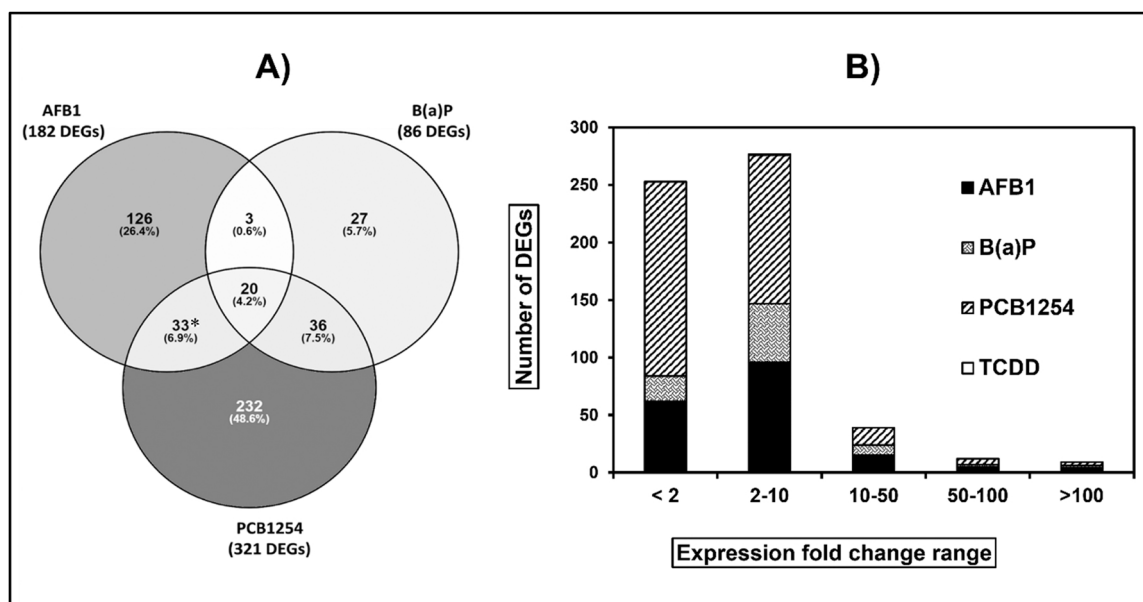 A)
AFB1
(182 DEGs)
B(a)P
(86 DEGs)
126
(26.4%)
3
(0.6%)
27
(5.7%)
20
(4.2%)
33*
(6.9%)
36
(7.5%)
232
(48.6%)
PCB1254
(321 DEGs)
B)
Number of DEGs
300
250
200
150
100
50
0
AFB1
B(a)P
PCB1254
TCDD
< 2
2-10
10-50
50-100
>100
Expression fold change range